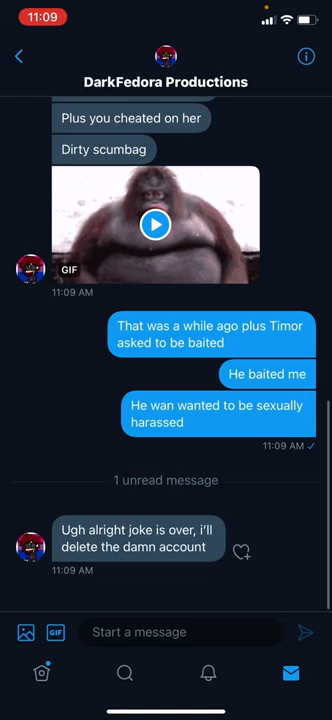 11:09
DarkFedora Productions
Plus you cheated on her
Dirty scumbag
GIF
11:09 AM
That was a while ago plus Timor
asked to be baited
He baited me
He wan wanted to be sexually
harassed
11:09 AM
1 unread message
Ugh alright joke is over, i'll
delete the damn account
11:09 AM
GIF
Start a message